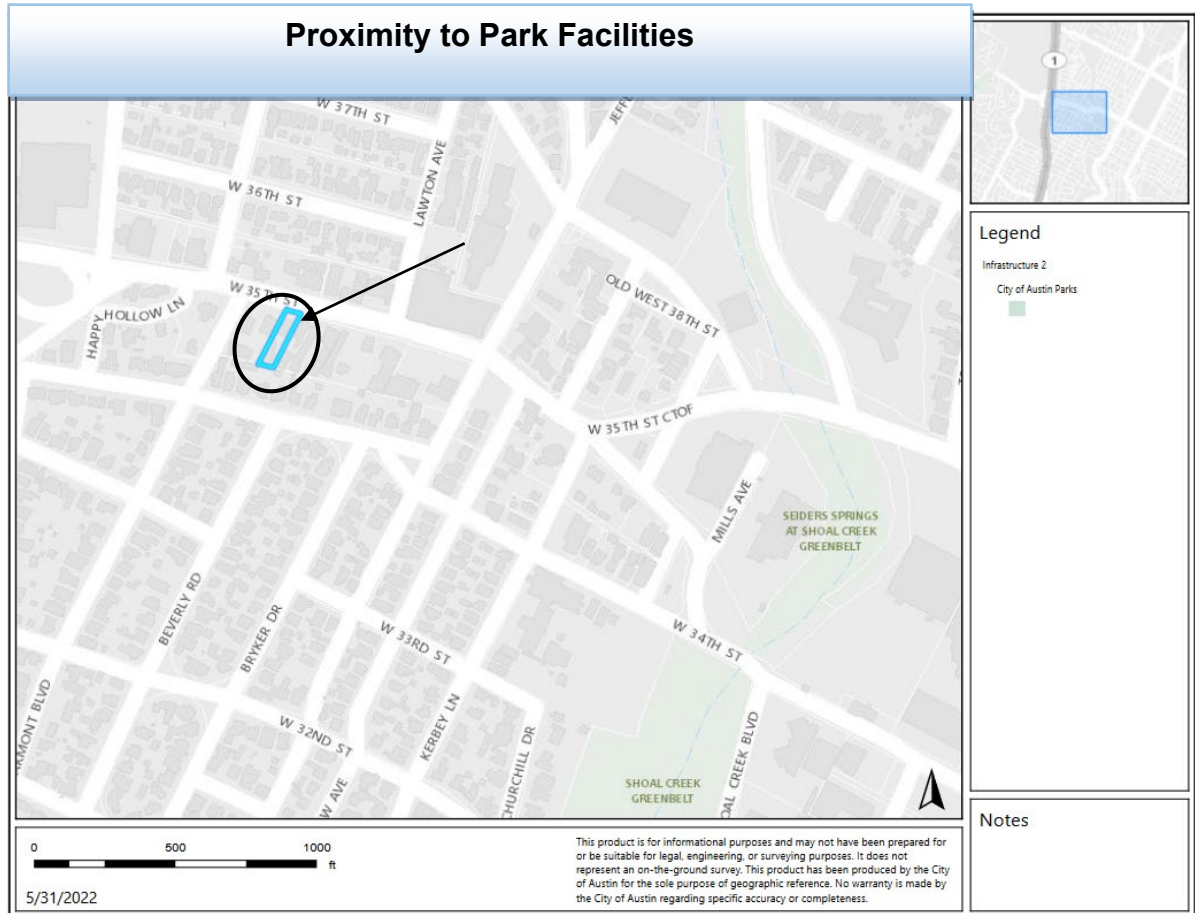 Proximity to Park Facilities
1
W 37TH ST
W 36TH ST
LAWTON AVE
W 35TH ST
HAPPY HOLLOW LN
OLD WEST 38TH ST
W 35TH ST CTOF
MILLS AVE
SEIDERS SPRINGS
AT SHOAL CREEK
GREENBELT
BEVERLY RD
BRYKER DR
W 33RD ST
W 34TH ST
KERBEY LN
W 32ND ST
SHOAL CREEK
GREENBELT
Legend
Infrastructure 2
City of Austin Parks
Notes
0 500 1000
ft
5/31/2022
This product is for informational purposes and may not have been prepared for
or be suitable for legal, engineering, or surveying purposes. It does not
represent an on-the-ground survey. This product has been produced by the City
of Austin for the sole purpose of geographic reference. No warranty is made by
the City of Austin regarding specific accuracy or completeness.